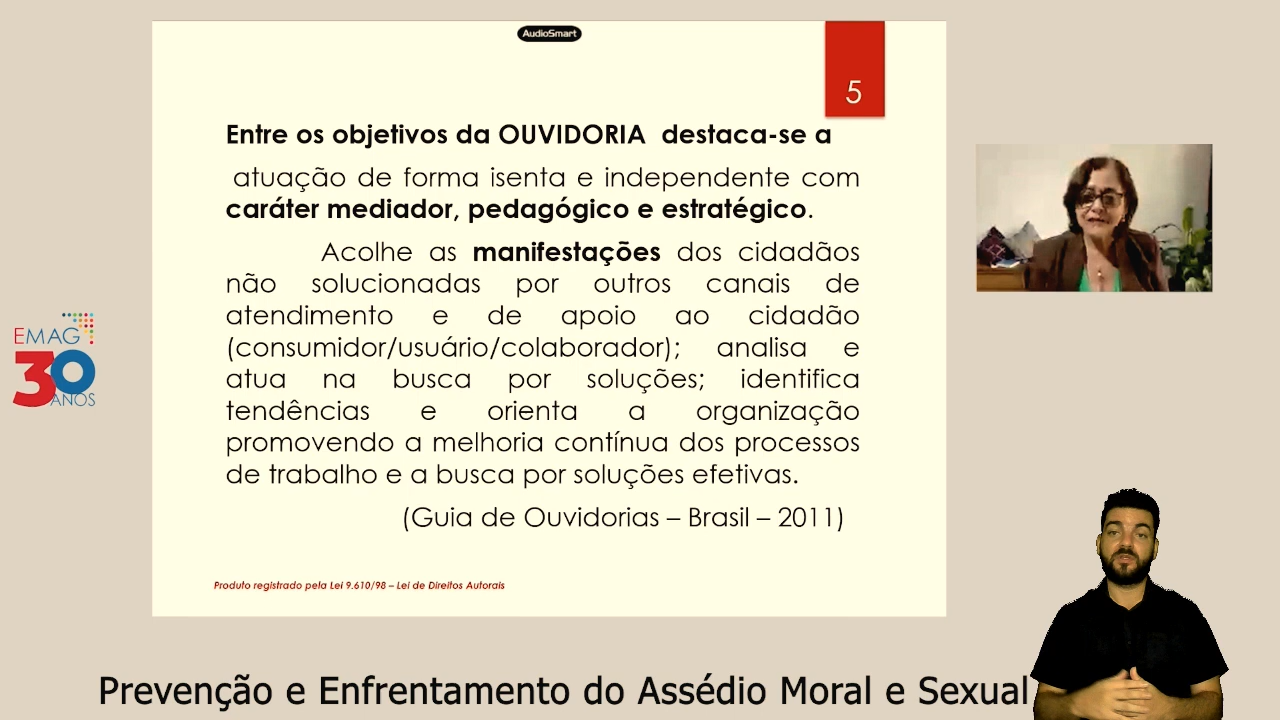 AudioSmart
5
Entre os objetivos da OUVIDORIA destaca-se a
atuação de forma isenta e independente com
caráter mediador, pedagógico e estratégico.
Acolhe as manifestações dos cidadãos
não solucionadas por outros canais de
atendimento e de apoio ao cidadão
(consumidor/usuário/colaborador); analisa e
atua na busca por soluções; identifica
tendências e orienta a organização
promovendo a melhoria contínua dos processos
de trabalho e a busca por soluções efetivas.
(Guia de Ouvidorias – Brasil – 2011)
Produto registrado pela Lei 9.610/98 – Lei de Direitos Autorais
EMAG
30
ANOS
Prevenção e Enfrentamento do Assédio Moral e Sexual